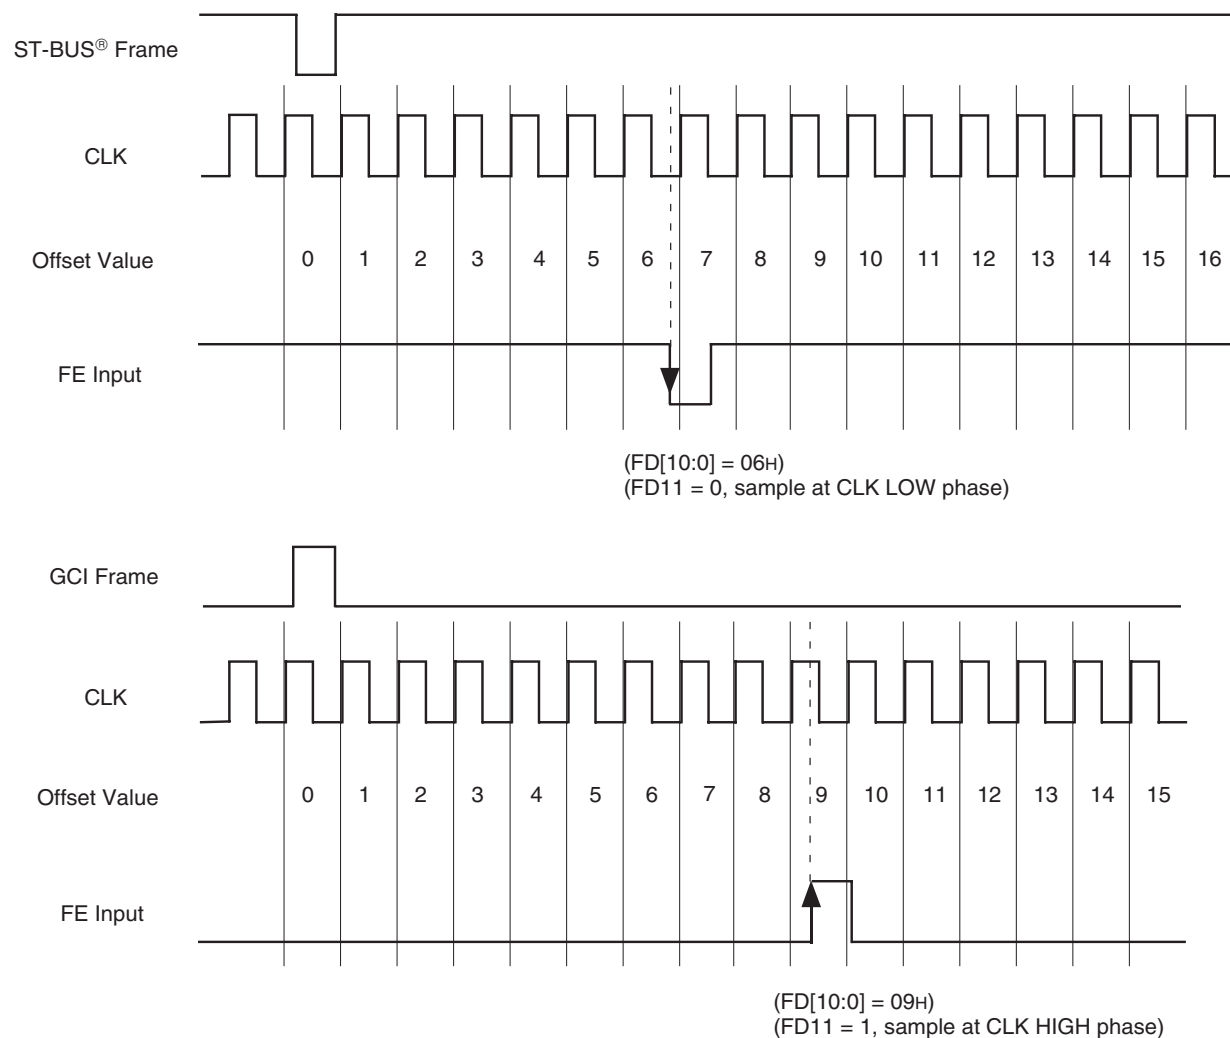 ST-BUS® Frame
CLK
Offset Value 0 1 2 3 4 5 6 7 8 9 10 11 12 13 14 15 16
FE Input
(FD[10:0] = 06H)
(FD11 = 0, sample at CLK LOW phase)
GCI Frame
CLK
Offset Value 0 1 2 3 4 5 6 7 8 9 10 11 12 13 14 15
FE Input
(FD[10:0] = 09H)
(FD11 = 1, sample at CLK HIGH phase)